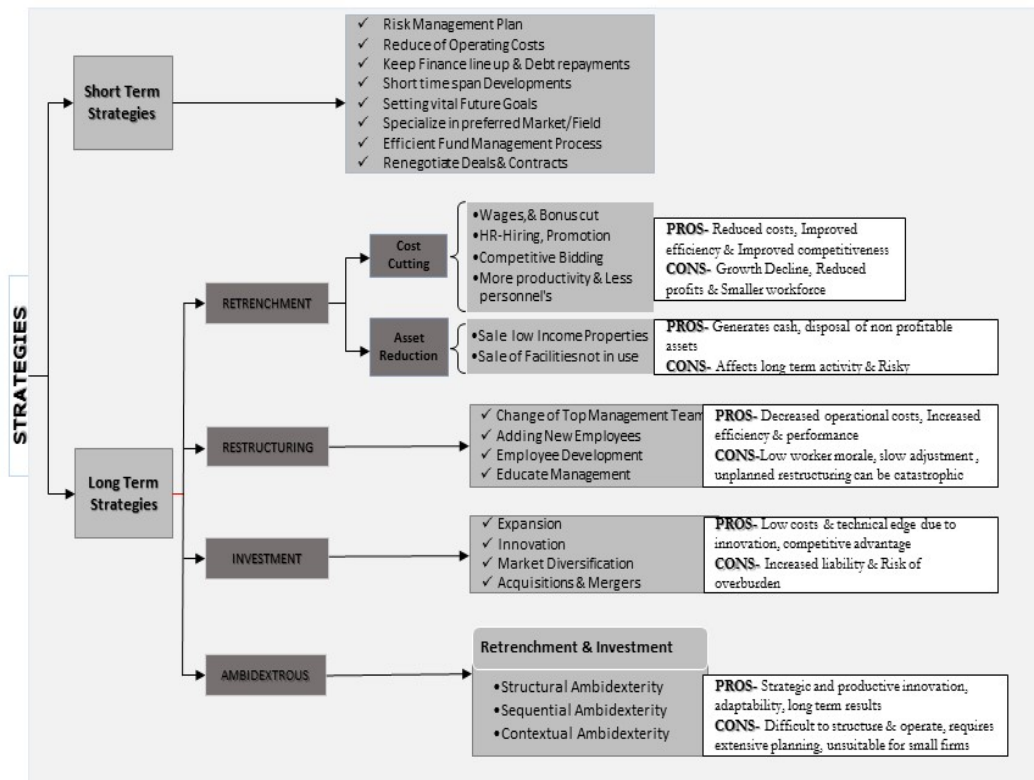 STRATEGIES
Short Term
Strategies
✓ Risk Management Plan
✓ Reduce of Operating Costs
✓ Keep Finance line up & Debt repayments
✓ Short time span Developments
✓ Setting vital Future Goals
✓ Specialize in preferred Market/Field
✓ Efficient Fund Management Process
✓ Renegotiate Deals & Contracts
Long Term
Strategies
RETRENCHMENT
Cost
Cutting
•Wages,& Bonus cut
•HR-Hiring, Promotion
•Competitive Bidding
•More productivity & Less
personnel's
PROS- Reduced costs, Improved
efficiency & Improved competitiveness
CONS- Growth Decline, Reduced
profits & Smaller workforce
Asset
Reduction
•Sale low Income Properties
•Sale of Facilities not in use
PROS- Generates cash, disposal of non profitable
assets
CONS- Affects long term activity & Risky
RESTRUCTURING
✓ Change of Top Management Team
✓ Adding New Employees
✓ Employee Development
✓ Educate Management
PROS- Decreased operational costs, Increased
efficiency & performance
CONS-Low worker morale, slow adjustment ,
unplanned restructuring can be catastrophic
INVESTMENT
✓ Expansion
✓ Innovation
✓ Market Diversification
✓ Acquisitions & Mergers
PROS- Low costs & technical edge due to
innovation, competitive advantage
CONS- Increased liability & Risk of
overburden
AMBIDEXTROUS
Retrenchment & Investment
•Structural Ambidexterity
•Sequential Ambidexterity
•Contextual Ambidexterity
PROS- Strategic and productive innovation,
adaptability, long term results
CONS- Difficult to structure & operate, requires
extensive planning, unsuitable for small firms